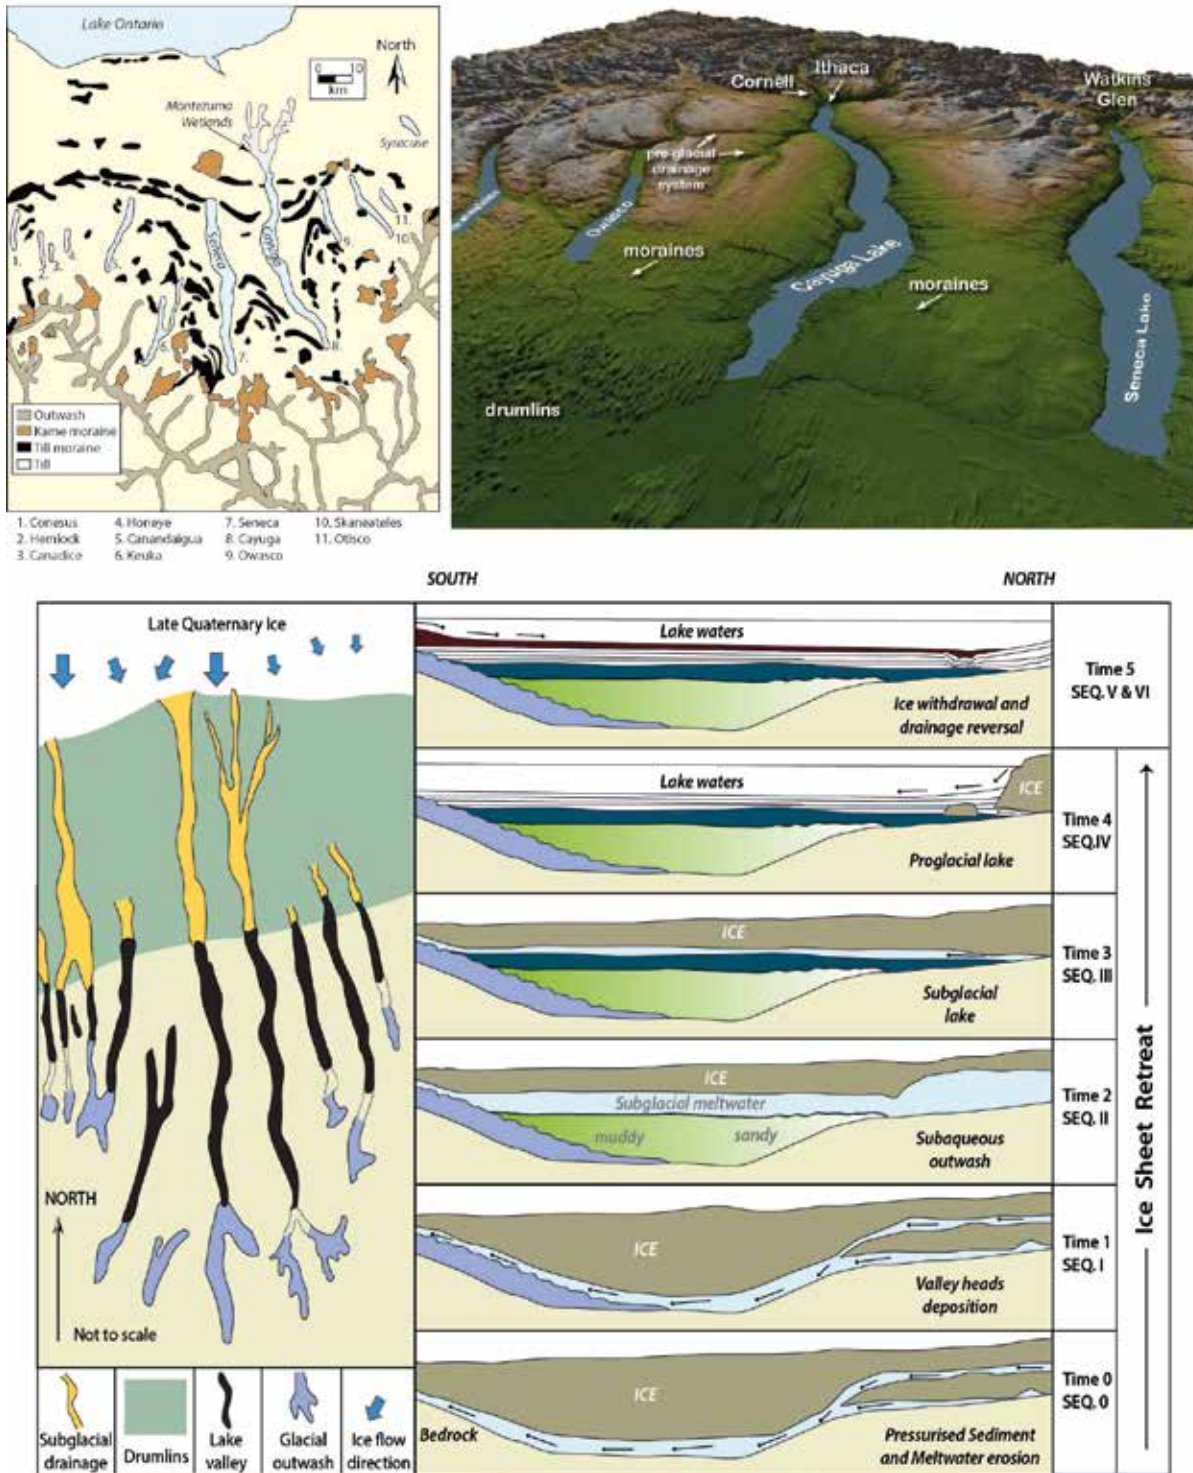 Lake Ontario
North
0 10
km
Montezuma
Wetlands
Syracuse
Seneca
Cayuga
1.
2.
3.
7.
8.
9.
10.
11.
Outwash
Kame moraine
Till moraine
Till
1. Conesus
2. Hemlock
3. Canadice
4. Honeye
5. Canandaigua
6. Keuka
7. Seneca
8. Cayuga
9. Owasco
10. Skaneateles
11. Otisco
Cornell
Ithaca
Watkins
Glen
pre-glacial
drainage
system
Owasco
moraines
Cayuga Lake
moraines
Seneca Lake
drumlins
SOUTH
NORTH
Late Quaternary Ice
NORTH
Not to scale
Subglacial
drainage
Drumlins
Lake
valley
Glacial
outwash
Ice flow
direction
Lake waters
Ice withdrawal and
drainage reversal
Time 5
SEQ. V & VI
Lake waters
ICE
Proglacial lake
Time 4
SEQ.IV
ICE
Subglacial
lake
Time 3
SEQ. III
ICE
Subglacial meltwater
muddy
sandy
Subaqueous
outwash
Time 2
SEQ. II
ICE
Valley heads
deposition
Time 1
SEQ. I
ICE
Bedrock
Pressurised Sediment
and Meltwater erosion
Time 0
SEQ. 0
Ice Sheet Retreat